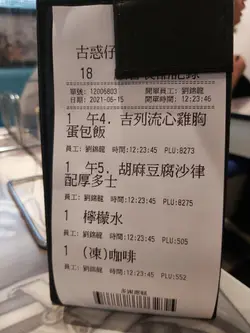 古惑仔
18
單號: 12006803 開單員工: 劉錦龍
日期: 2021-06-15 開單時間: 12:23:46
1 午4. 吉列流心雞胸
蛋包飯
員工: 劉錦龍 時間:12:23:45 PLU:8273
1 午5. 胡麻豆腐沙律
配厚多士
員工: 劉錦龍 時間:12:23:45 PLU:8275
1 檸檬水
員工: 劉錦龍 時間:12:23:45 PLU:505
1 (凍)咖啡
員工: 劉錦龍 時間:12:23:45 PLU:552